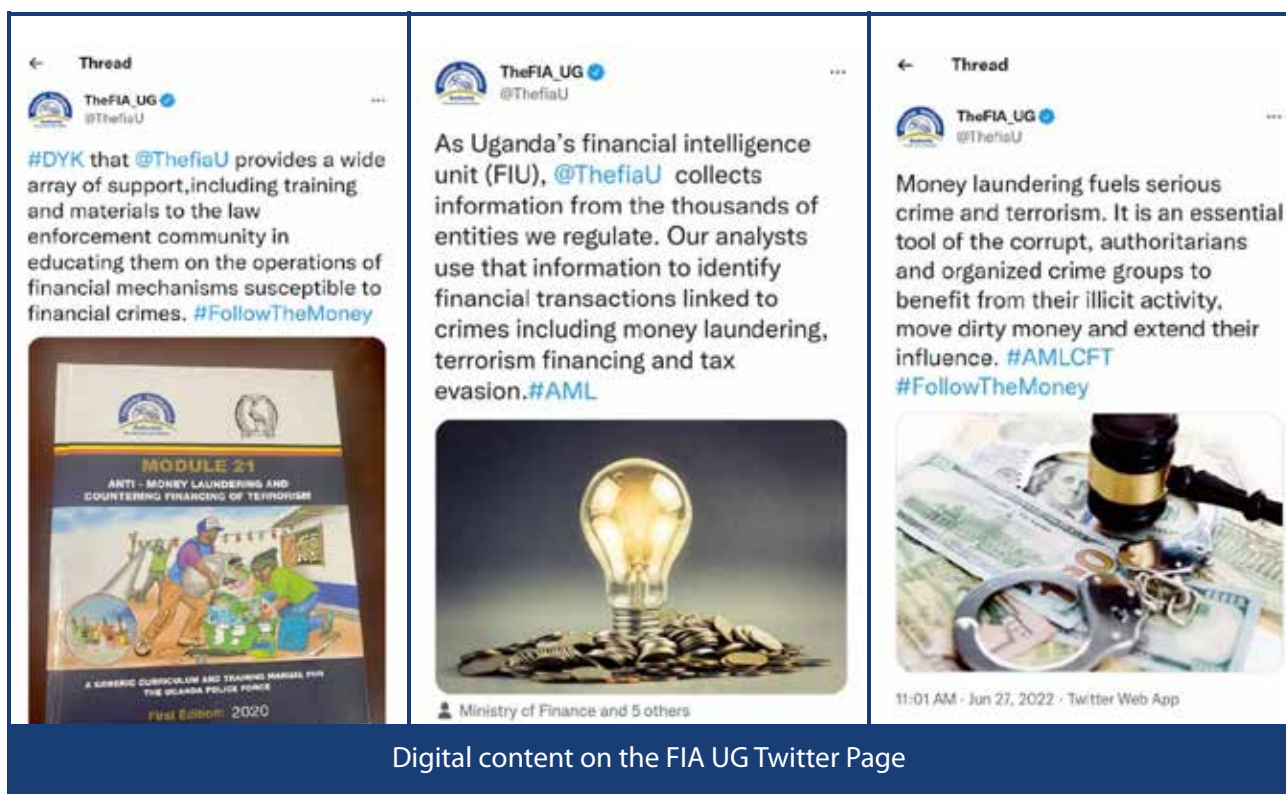 ← Thread
TheFIA_UG
@ThefiaU
#DYK that @ThefiaU provides a wide
array of support,including training
and materials to the law
enforcement community in
educating them on the operations of
financial mechanisms susceptible to
financial crimes. #FollowTheMoney
MODULE 21
ANTI - MONEY LAUNDERING AND
COUNTERING FINANCING OF TERRORISM
A GENERIC CURRICULUM AND TRAINING MANUAL FOR
THE UGANDA POLICE FORCE
First Edition: 2020
TheFIA_UG
@ThefiaU
As Uganda's financial intelligence
unit (FIU), @ThefiaU collects
information from the thousands of
entities we regulate. Our analysts
use that information to identify
financial transactions linked to
crimes including money laundering,
terrorism financing and tax
evasion.#AML
Ministry of Finance and 5 others
← Thread
TheFIA_UG
@ThefiaU
Money laundering fuels serious
crime and terrorism. It is an essential
tool of the corrupt, authoritarians
and organized crime groups to
benefit from their illicit activity,
move dirty money and extend their
influence. #AMLCFT
#FollowTheMoney
11:01 AM · Jun 27, 2022 · Twitter Web App
Digital content on the FIA UG Twitter Page